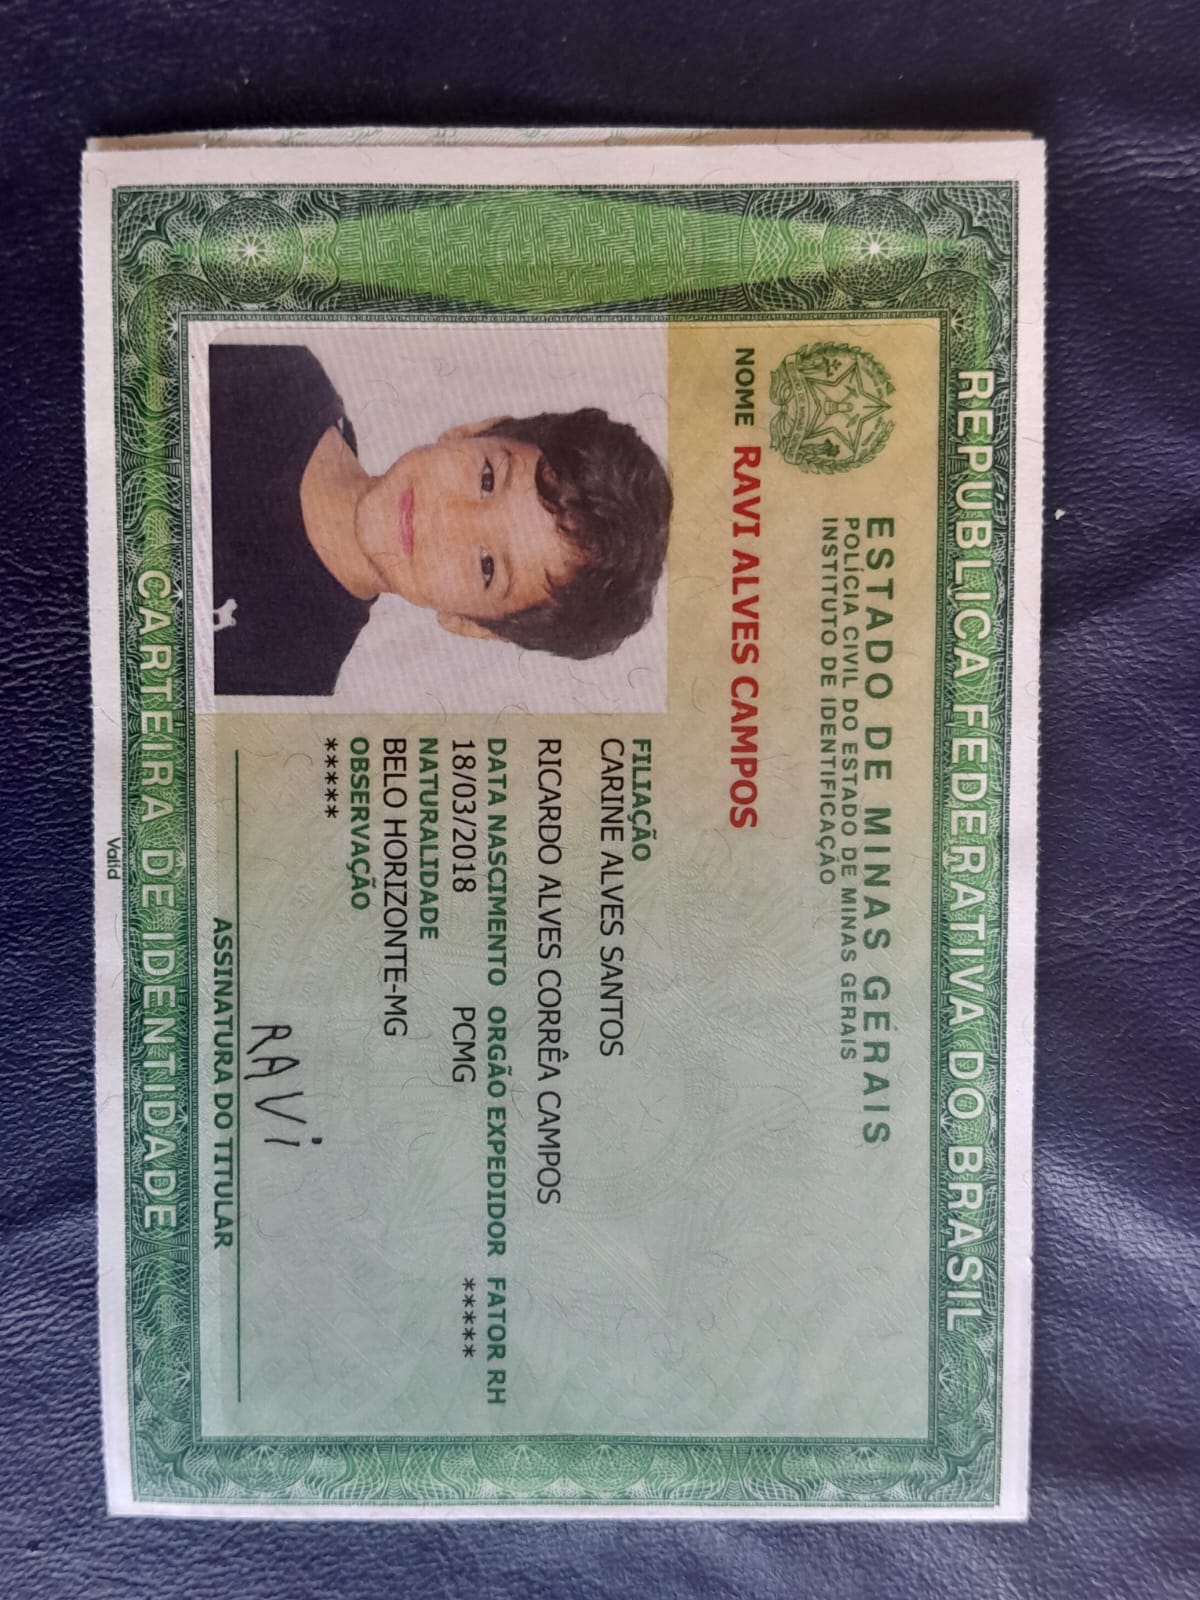 REPÚBLICA FEDERATIVA DO BRASIL
ESTADO DE MINAS GERAIS
POLÍCIA CIVIL DO ESTADO DE MINAS GERAIS
INSTITUTO DE IDENTIFICAÇÃO
NOME RAVI ALVES CAMPOS
FILIAÇÃO
CARINE ALVES SANTOS
RICARDO ALVES CORRÊA CAMPOS
DATA NASCIMENTO ORGÃO EXPEDIDOR FATOR RH
18/03/2018 PCMG *****
NATURALIDADE
BELO HORIZONTE-MG
OBSERVAÇÃO
*****
RAVi
ASSINATURA DO TITULAR
CARTEIRA DE IDENTIDADE
Valid